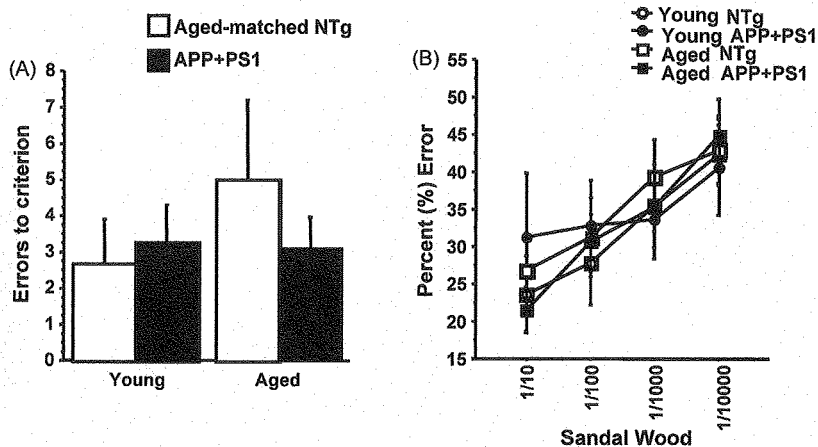 Aged-matched NTg
APP+PS1
(A)
Errors to criterion
8
7
6
5
4
3
2
1
0
Young
Aged
Young NTg
Young APP+PS1
Aged NTg
Aged APP+PS1
(B)
Percent (%) Error
55
50
45
40
35
30
25
20
15
1/10
1/100
1/1000
1/10000
Sandal Wood